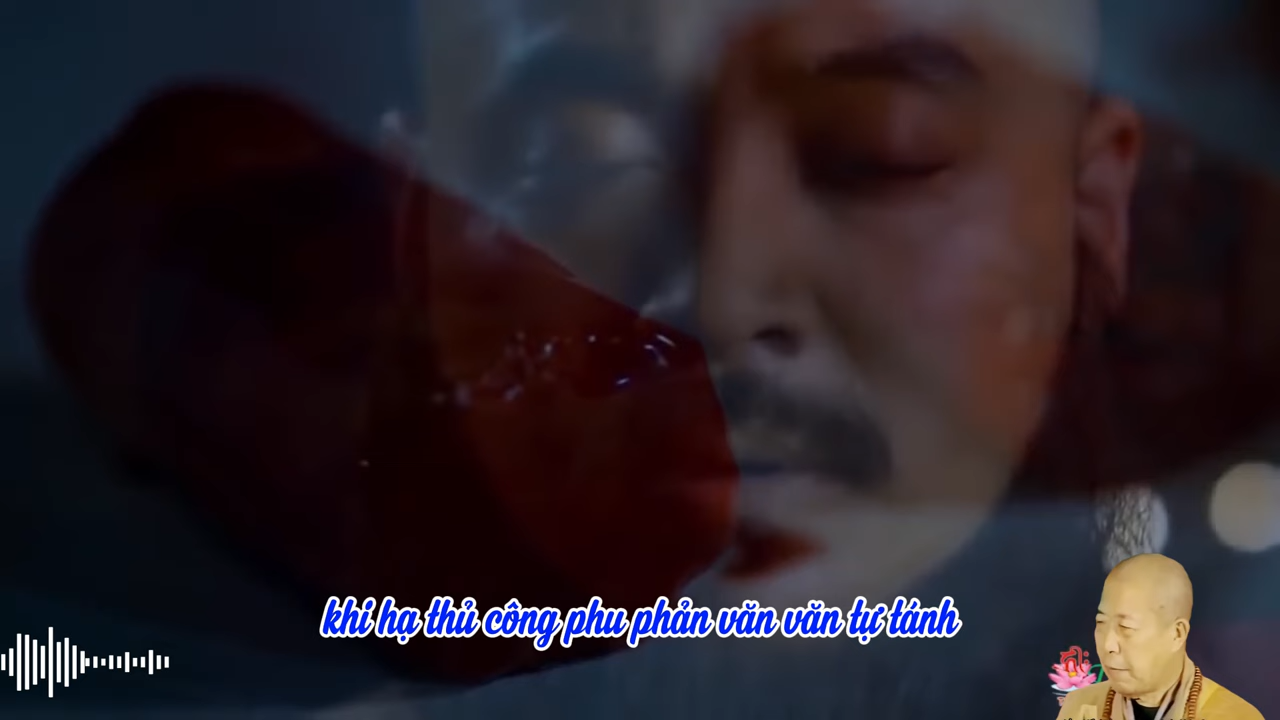 khi hạ thủ công phu phản văn văn tự tánh